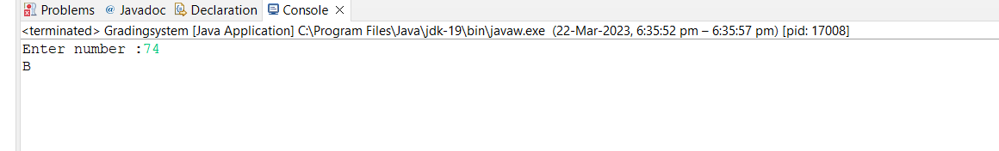 Problems @ Javadoc Declaration Console
<terminated> Gradingsystem [Java Application] C:\Program Files\Java\jdk-19\bin\javaw.exe (22-Mar-2023, 6:35:52 pm – 6:35:57 pm) [pid: 17008]
Enter number :74
B